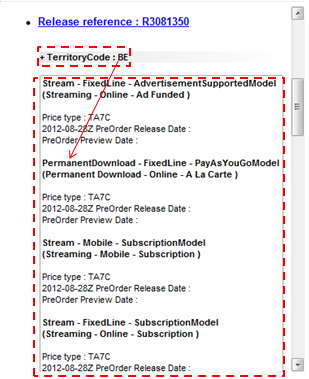 Release reference : R3081350
+ TerritoryCode : BE
Stream - FixedLine - AdvertisementSupportedModel
(Streaming - Online - Ad Funded )
Price type : TA7C
2012-08-28Z PreOrder Release Date :
PreOrder Preview Date :
PermanentDownload - FixedLine - PayAsYouGoModel
(Permanent Download - Online - A La Carte )
Price type : TA7C
2012-08-28Z PreOrder Release Date :
PreOrder Preview Date :
Stream - Mobile - SubscriptionModel
(Streaming - Mobile - Subscription )
Price type : TA7C
2012-08-28Z PreOrder Release Date :
PreOrder Preview Date :
Stream - FixedLine - SubscriptionModel
(Streaming - Online - Subscription )
Price type : TA7C
2012-08-28Z PreOrder Release Date :